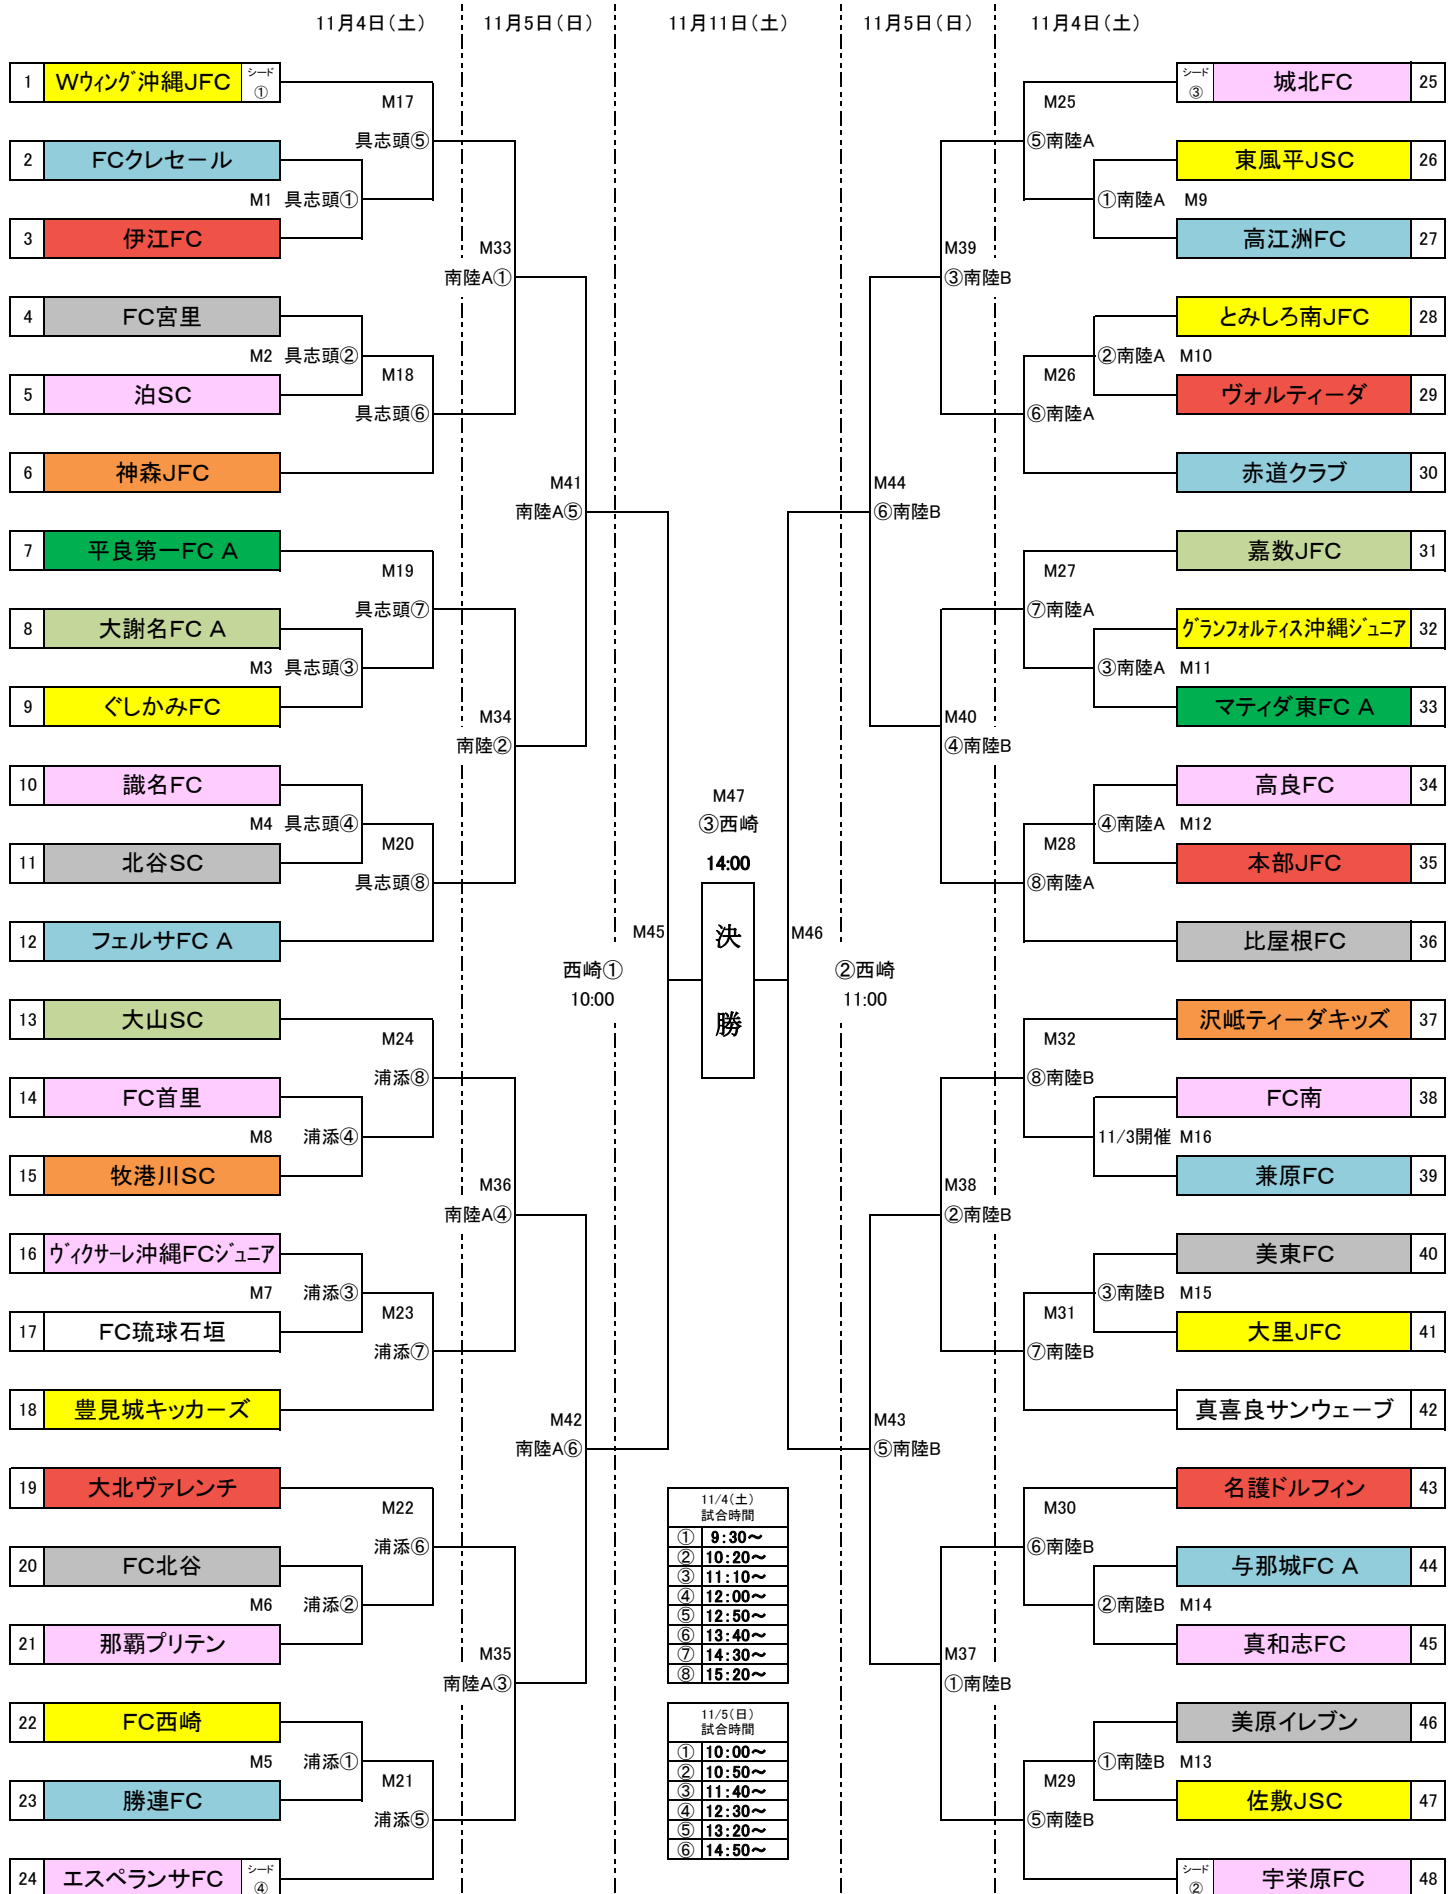 11月4日(土) 11月5日(日) 11月11日(土) 11月5日(日) 11月4日(土)
1 Wウィング沖縄JFC シード①
M17
具志頭⑤
2 FCクレセール
M1 具志頭①
3 伊江FC
M33
南陸A①
4 FC宮里
M2 具志頭②
M18
5 泊SC
具志頭⑥
6 神森JFC
M41
南陸A⑤
7 平良第一FC A
M19
具志頭⑦
8 大謝名FC A
M3 具志頭③
9 ぐしかみFC
M34
南陸②
10 識名FC
M4 具志頭④
M20
11 北谷SC
具志頭⑧
12 フェルサFC A
M45
西崎①
10:00
13 大山SC
M24
浦添⑧
14 FC首里
M8 浦添④
15 牧港川SC
M36
南陸A④
16 ヴィクサーレ沖縄FCジュニア
M7 浦添③
M23
17 FC琉球石垣
浦添⑦
18 豊見城キッカーズ
M42
南陸A⑥
19 大北ヴァレンチ
M22
浦添⑥
20 FC北谷
M6 浦添②
21 那覇プリテン
M35
南陸A③
22 FC西崎
M5 浦添①
M21
23 勝連FC
浦添⑤
24 エスペランサFC シード④
M47
③西崎
14:00
決
勝
11/4(土)
試合時間
① 9:30～
② 10:20～
③ 11:10～
④ 12:00～
⑤ 12:50～
⑥ 13:40～
⑦ 14:30～
⑧ 15:20～
11/5(日)
試合時間
① 10:00～
② 10:50～
③ 11:40～
④ 12:30～
⑤ 13:20～
⑥ 14:50～
シード③ 城北FC 25
M25
⑤南陸A
東風平JSC 26
①南陸A M9
高江洲FC 27
M39
③南陸B
とみしろ南JFC 28
②南陸A M10
M26
ヴォルティーダ 29
⑥南陸A
赤道クラブ 30
M44
⑥南陸B
嘉数JFC 31
M27
⑦南陸A
グランフォルティス沖縄ジュニア 32
③南陸A M11
マティダ東FC A 33
M40
④南陸B
高良FC 34
④南陸A M12
M28
本部JFC 35
⑧南陸A
比屋根FC 36
M46
②西崎
11:00
沢岻ティーダキッズ 37
M32
⑧南陸B
FC南 38
11/3開催 M16
兼原FC 39
M38
②南陸B
美東FC 40
③南陸B M15
M31
大里JFC 41
⑦南陸B
真喜良サンウェーブ 42
M43
⑤南陸B
名護ドルフィン 43
M30
⑥南陸B
与那城FC A 44
②南陸B M14
真和志FC 45
M37
①南陸B
美原イレブン 46
①南陸B M13
M29
佐敷JSC 47
⑤南陸B
シード② 宇栄原FC 48